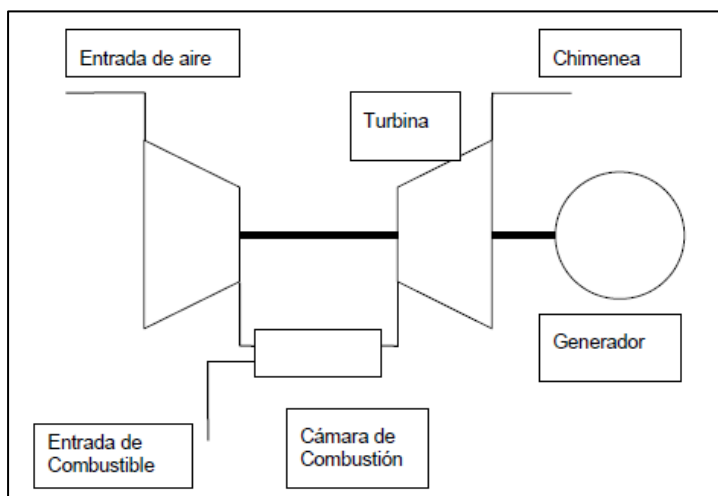 Entrada de aire
Chimenea
Turbina
Generador
Entrada de
Combustible
Cámara de
Combustión